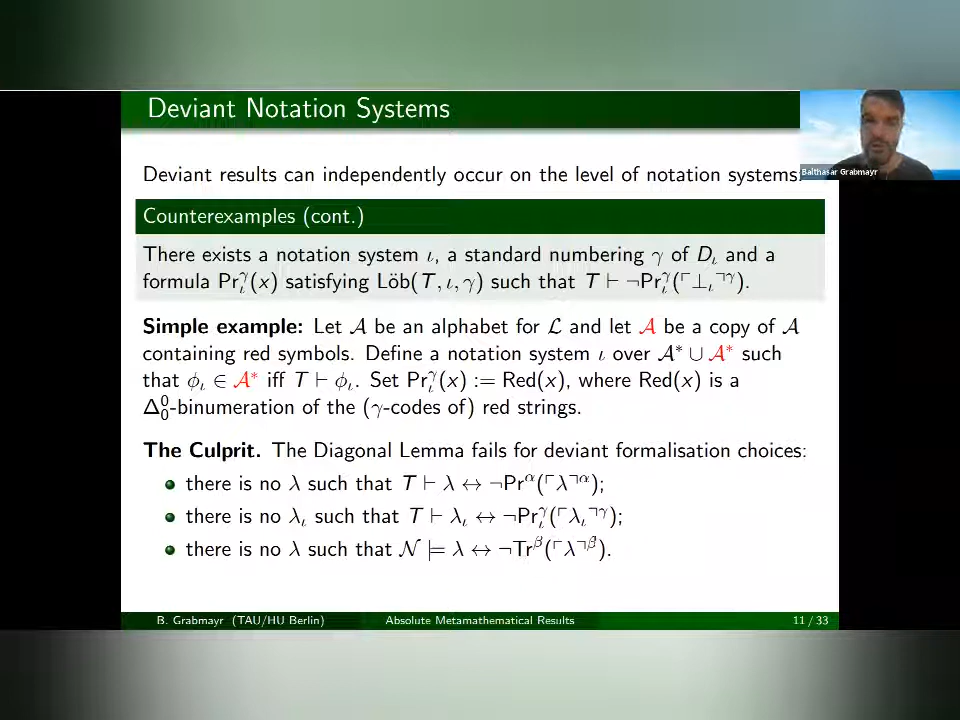 Deviant Notation Systems
Balthasar Grabmayr
Deviant results can independently occur on the level of notation systems:
Counterexamples (cont.)
There exists a notation system ι, a standard numbering γ of D_ι and a
formula Pr_ι^γ(x) satisfying Löb(T, ι, γ) such that T ⊢ ¬Pr_ι^γ(⌜⊥_ι⌝^γ).
Simple example: Let 𝒜 be an alphabet for ℒ and let 𝒜 be a copy of 𝒜
containing red symbols. Define a notation system ι over 𝒜* ∪ 𝒜* such
that ϕ_ι ∈ 𝒜* iff T ⊢ ϕ_ι. Set Pr_ι^γ(x) := Red(x), where Red(x) is a
Δ_0^0-binumeration of the (γ-codes of) red strings.
The Culprit. The Diagonal Lemma fails for deviant formalisation choices:
there is no λ such that T ⊢ λ ↔ ¬Pr^α(⌜λ⌝^α);
there is no λ_ι such that T ⊢ λ_ι ↔ ¬Pr_ι^γ(⌜λ_ι⌝^γ);
there is no λ such that 𝒩 ⊨ λ ↔ ¬Tr^β(⌜λ⌝^β).
B. Grabmayr (TAU/HU Berlin) Absolute Metamathematical Results 11 / 33